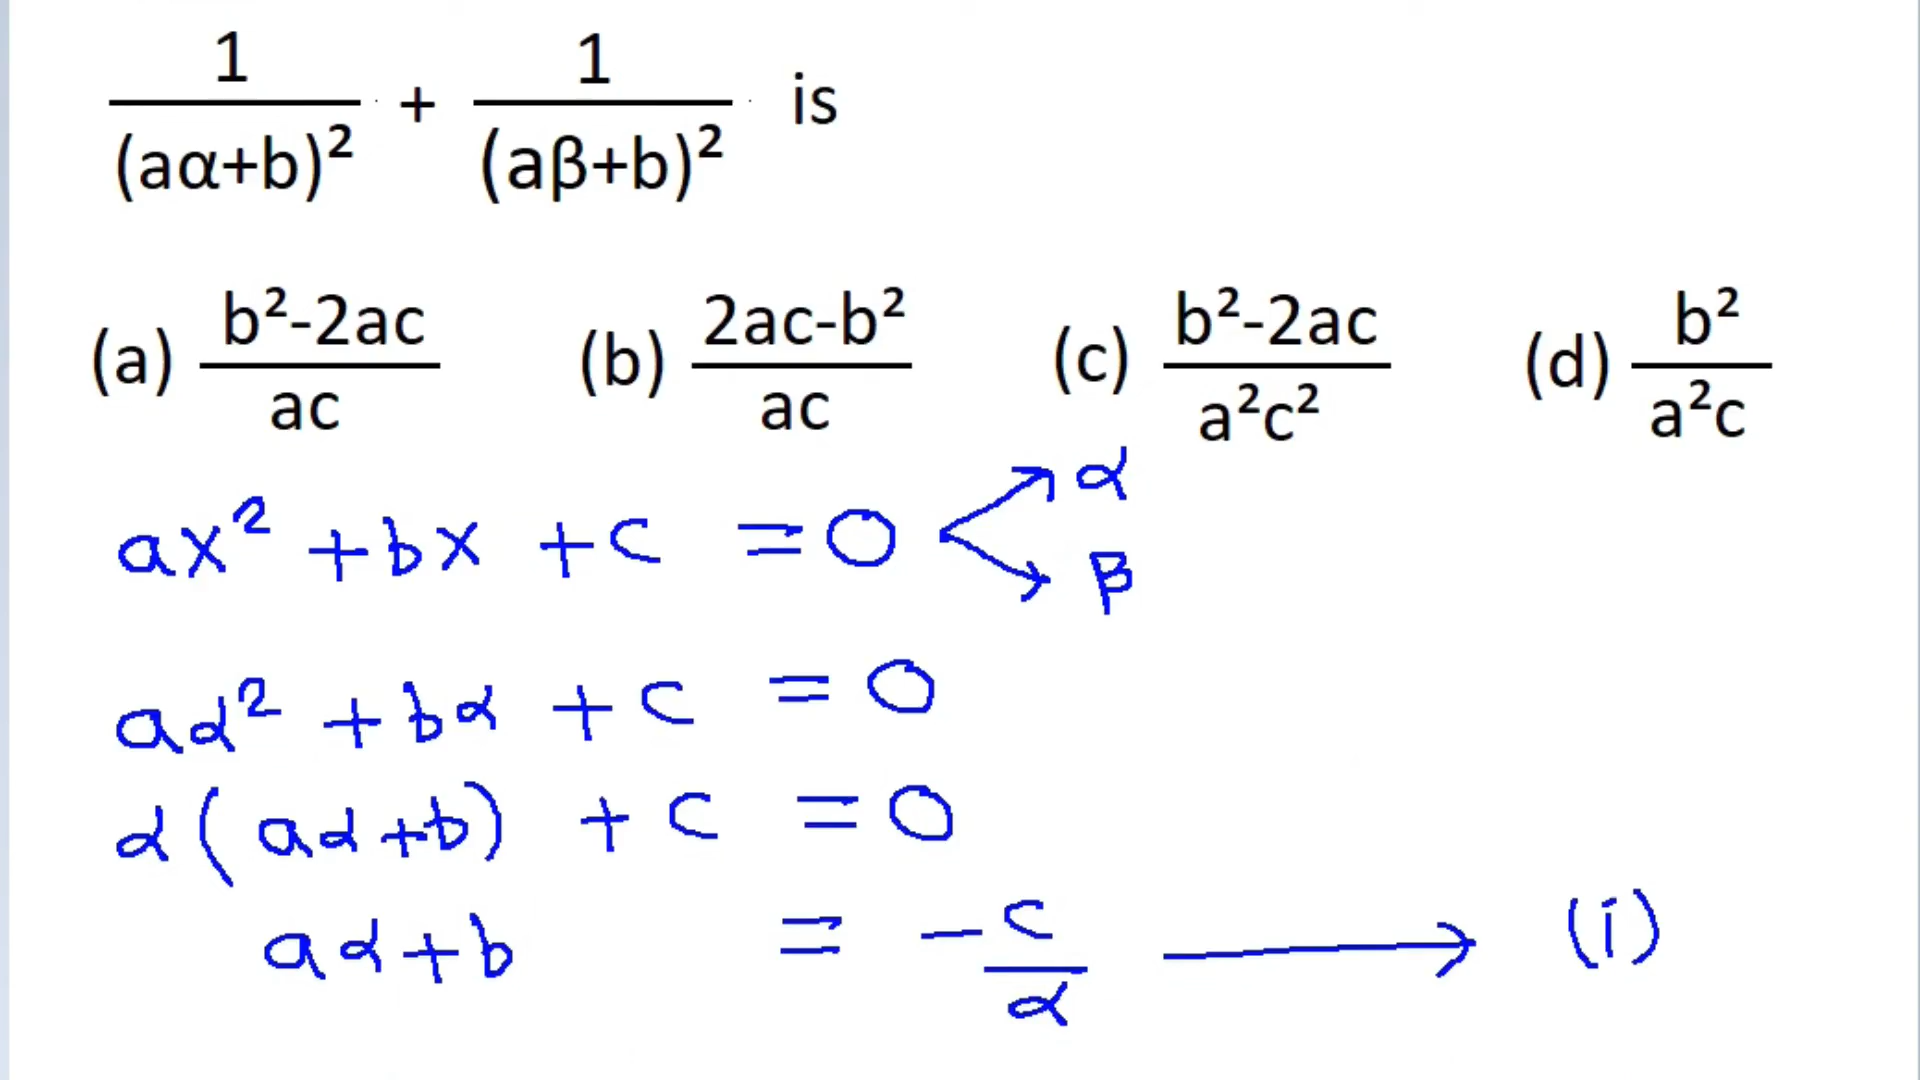 1/(aα+b)² + 1/(aβ+b)² is
(a) b²-2ac/ac (b) 2ac-b²/ac (c) b²-2ac/a²c² (d) b²/a²c
ax² + bx + c = 0 → α → β
aα² + bα + c = 0
α(aα+b) + c = 0
aα+b = -c/α → (i)